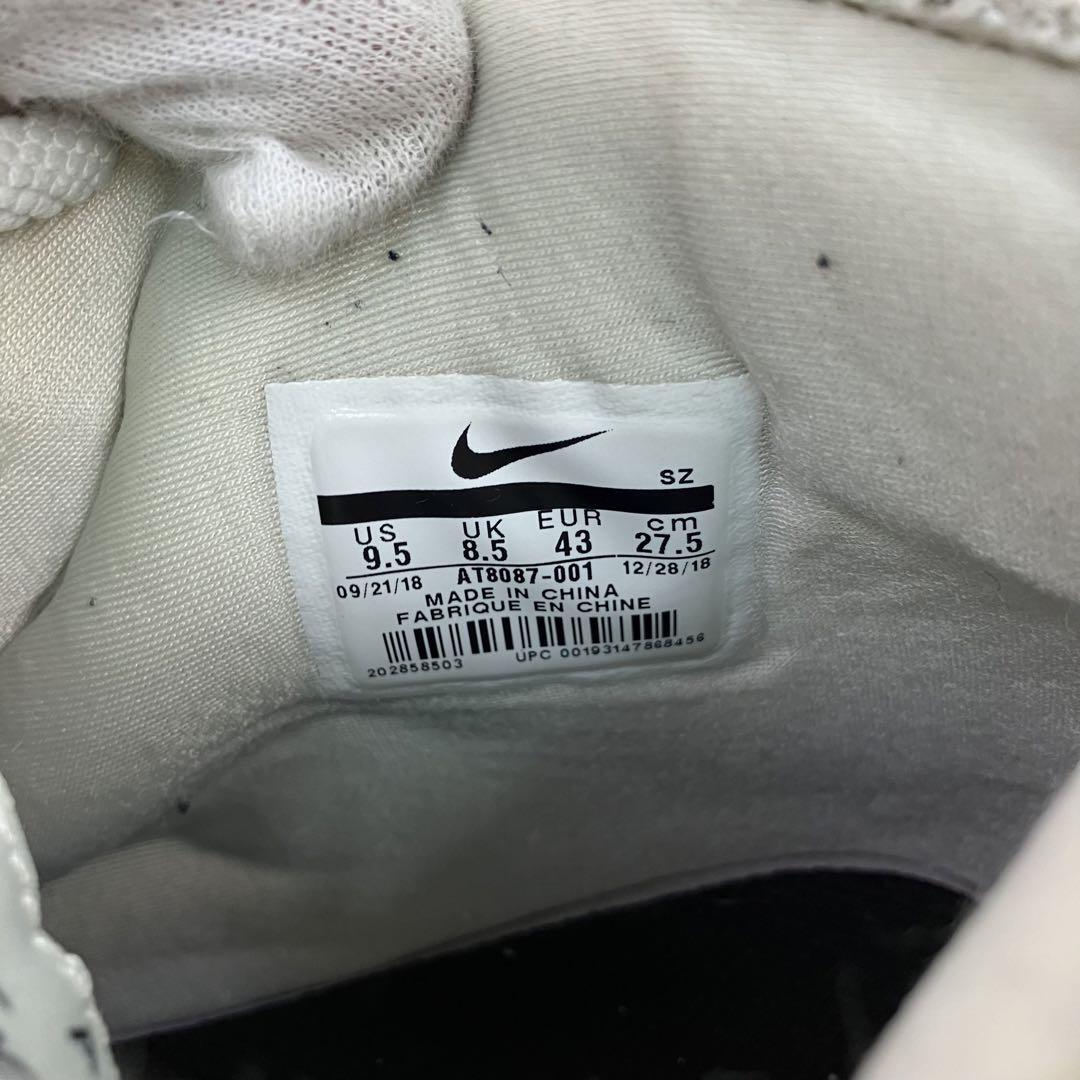 SZ
US UK EUR cm
9.5 8.5 43 27.5
09/21/18 AT8087-001 12/28/18
MADE IN CHINA
FABRIQUE EN CHINE
202858503 UPC 00193147868456